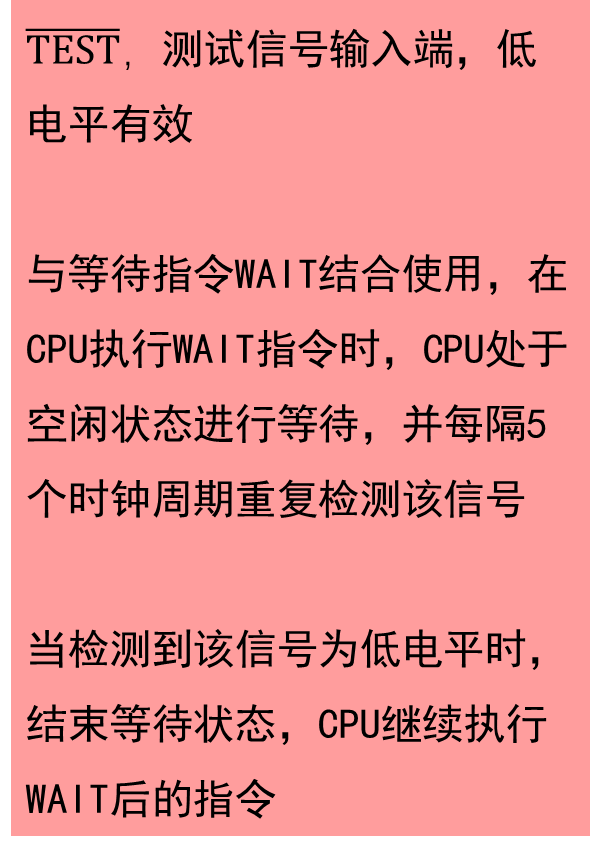 TEST, 测试信号输入端, 低
电平有效
与等待指令WAIT结合使用, 在
CPU执行WAIT指令时, CPU处于
空闲状态进行等待, 并每隔5
个时钟周期重复检测该信号
当检测到该信号为低电平时,
结束等待状态, CPU继续执行
WAIT后的指令